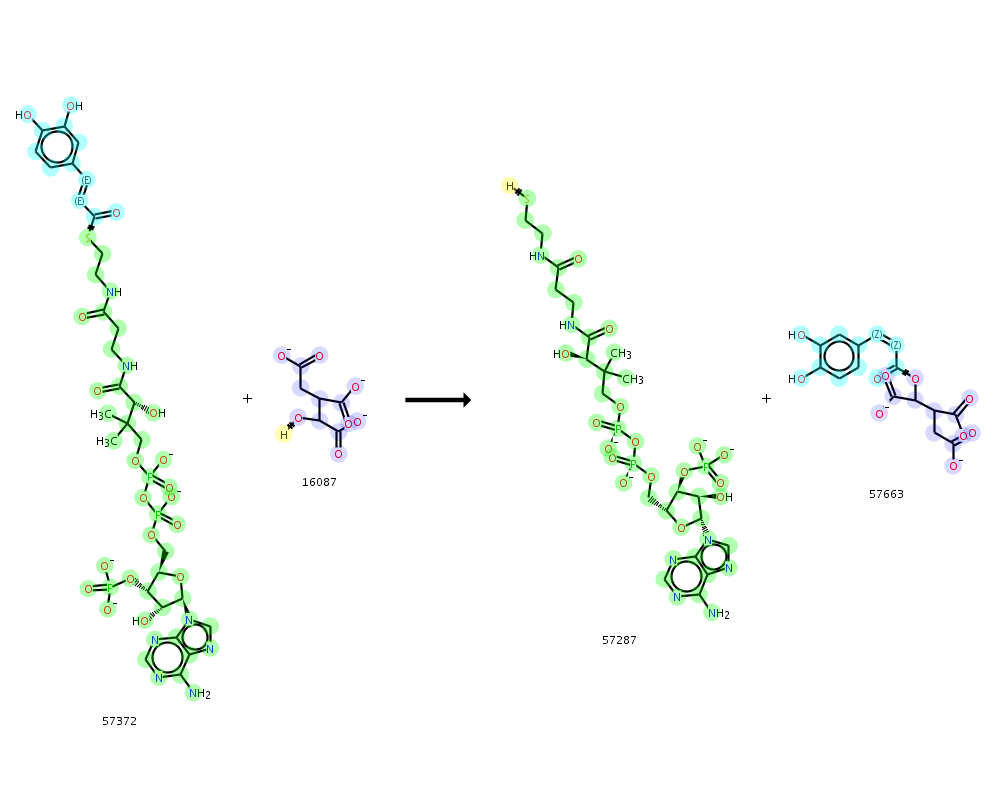 HO OH
(E)
(E)
O
S
NH
O
NH
O
OH
H₃C
H₃C
O
O⁻
P
O
O
O⁻
P
O
O
O⁻
O
P
O
O⁻
O
HO
N
N
N
N
NH₂
57372
+
O⁻ O
O⁻
O
O
O⁻
O
H
16087
H
S
HN
O
HN
O
HO
CH₃
CH₃
O
O
P
O⁻
O
O
P
O⁻
O
O⁻
P
O⁻
O
O
OH
O
N
N
N
N
NH₂
57287
+
HO
HO
(Z)
(Z)
O
O
O
O⁻
O
O⁻
O
O⁻
57663